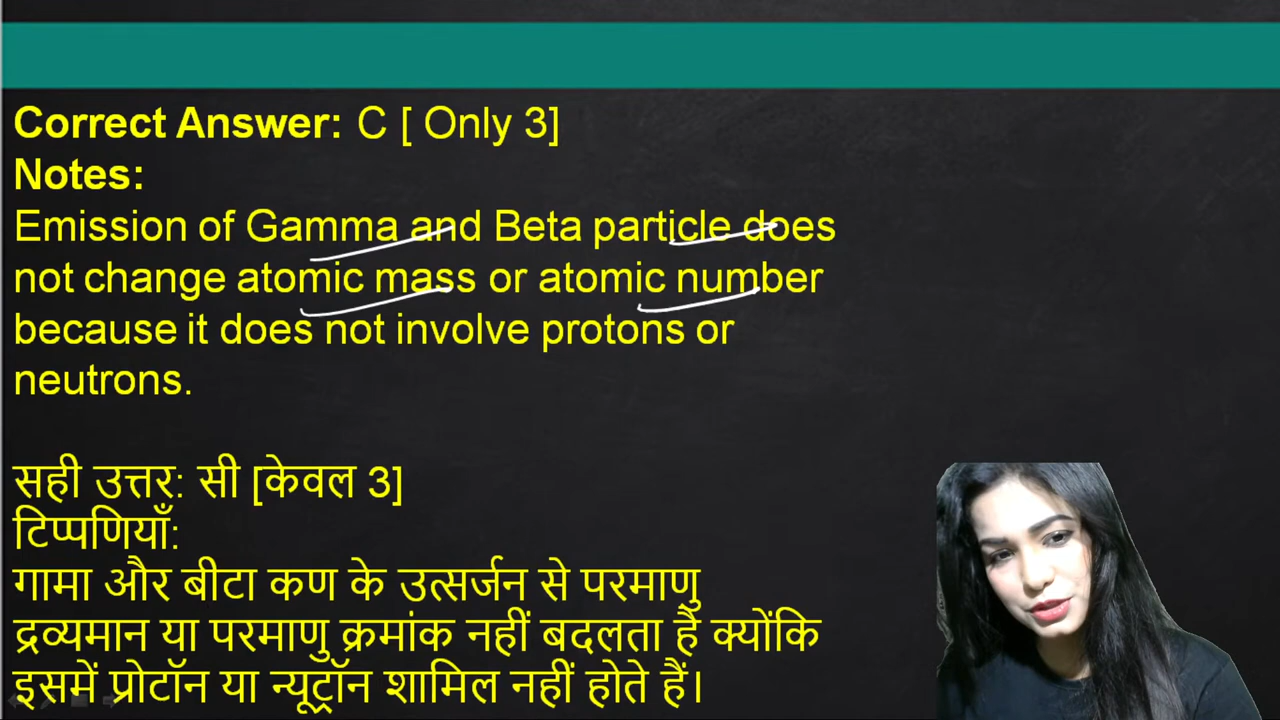 Correct Answer: C [ Only 3]
Notes:
Emission of Gamma and Beta particle does
not change atomic mass or atomic number
because it does not involve protons or
neutrons.
सही उत्तर: सी [केवल 3]
टिप्पणियाँ:
गामा और बीटा कण के उत्सर्जन से परमाणु
द्रव्यमान या परमाणु क्रमांक नहीं बदलता है क्योंकि
इसमें प्रोटॉन या न्यूट्रॉन शामिल नहीं होते हैं।